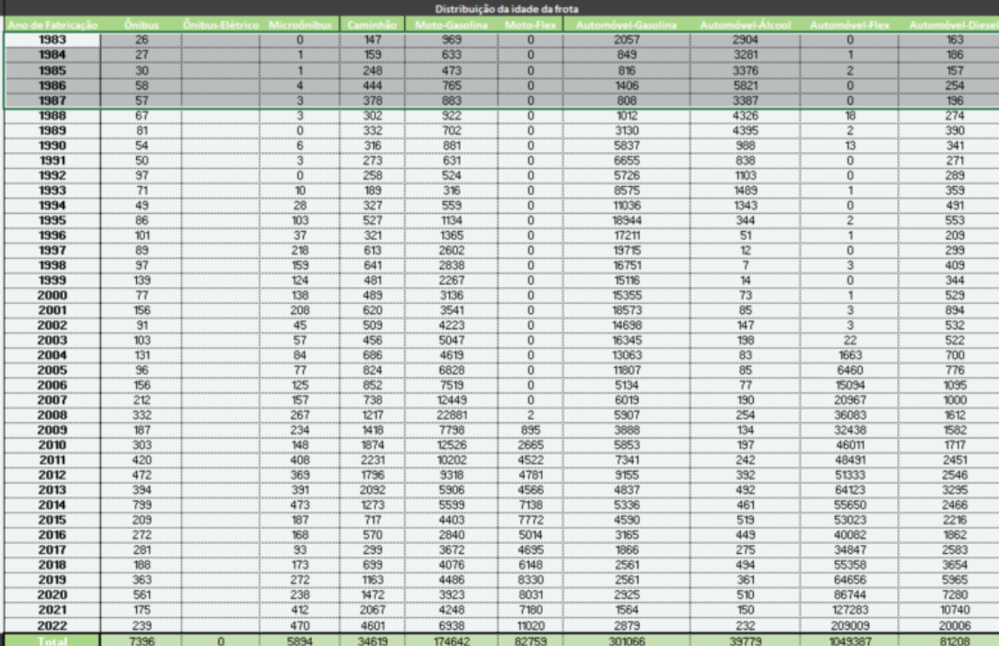 Distribuição da idade da frota
Ano de Fabricação Ônibus Ônibus-Elétrico Microônibus Caminhão Moto-Gasolina Moto-Flex Automóvel-Gasolina Automóvel-Álcool Automóvel-Flex Automóvel-Diesel
1983 26 0 147 969 0 2057 2904 0 163
1984 27 1 159 633 0 849 3281 1 186
1985 30 1 248 473 0 816 3376 2 157
1986 58 4 444 765 0 1406 5821 0 254
1987 57 3 378 883 0 808 3387 0 196
1988 67 3 302 922 0 1012 4326 18 274
1989 81 0 332 702 0 3130 4395 2 390
1990 54 6 316 881 0 5837 988 13 341
1991 50 3 273 631 0 6655 838 0 271
1992 97 0 258 524 0 5726 1103 0 289
1993 71 10 189 316 0 8575 1489 1 359
1994 49 28 327 559 0 11036 1343 0 491
1995 86 103 527 1134 0 18944 344 2 553
1996 101 37 321 1365 0 17211 51 1 209
1997 89 218 613 2602 0 19715 12 0 299
1998 97 159 641 2838 0 16751 7 3 409
1999 139 124 481 2267 0 15116 14 0 344
2000 77 138 489 3136 0 15355 73 1 529
2001 156 208 620 3541 0 18573 85 3 894
2002 91 45 509 4223 0 14698 147 3 532
2003 103 57 456 5047 0 16345 198 22 522
2004 131 84 686 4619 0 13063 83 1663 700
2005 96 77 824 6828 0 11807 85 6460 776
2006 156 125 852 7519 0 5134 77 15094 1095
2007 212 157 738 12449 0 6019 190 20967 1000
2008 332 267 1217 22881 2 5907 254 36083 1612
2009 187 234 1418 7798 895 3888 134 32438 1582
2010 303 148 1874 12526 2665 5853 197 46011 1717
2011 420 408 2231 10202 4522 7341 242 48491 2451
2012 472 369 1796 9318 4781 9155 392 51333 2546
2013 394 391 2092 5906 4566 4837 492 64123 3295
2014 799 473 1273 5599 7138 5336 461 55650 2466
2015 209 187 717 4403 7772 4590 519 53023 2216
2016 272 168 570 2840 5014 3165 449 40082 1862
2017 281 93 299 3672 4695 1866 275 34847 2583
2018 188 173 699 4076 6148 2561 494 55358 3654
2019 363 272 1163 4486 8330 2561 361 64656 5965
2020 561 238 1472 3923 8031 2925 510 86744 7280
2021 175 412 2067 4248 7180 1564 150 127283 10740
2022 239 470 4601 6938 11020 2879 232 209009 20006
Total 7396 0 5894 34619 174642 82759 301066 39779 1049387 81208